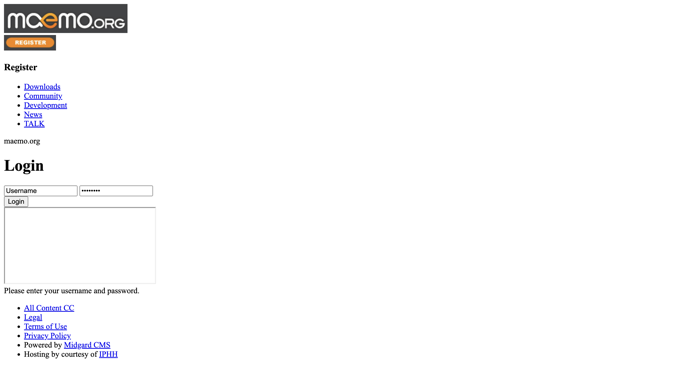 maemo.org
REGISTER
Register
Downloads
Community
Development
News
TALK
maemo.org
Login
Username ••••••••
Login
Please enter your username and password.
All Content CC
Legal
Terms of Use
Privacy Policy
Powered by Midgard CMS
Hosting by courtesy of IPHH